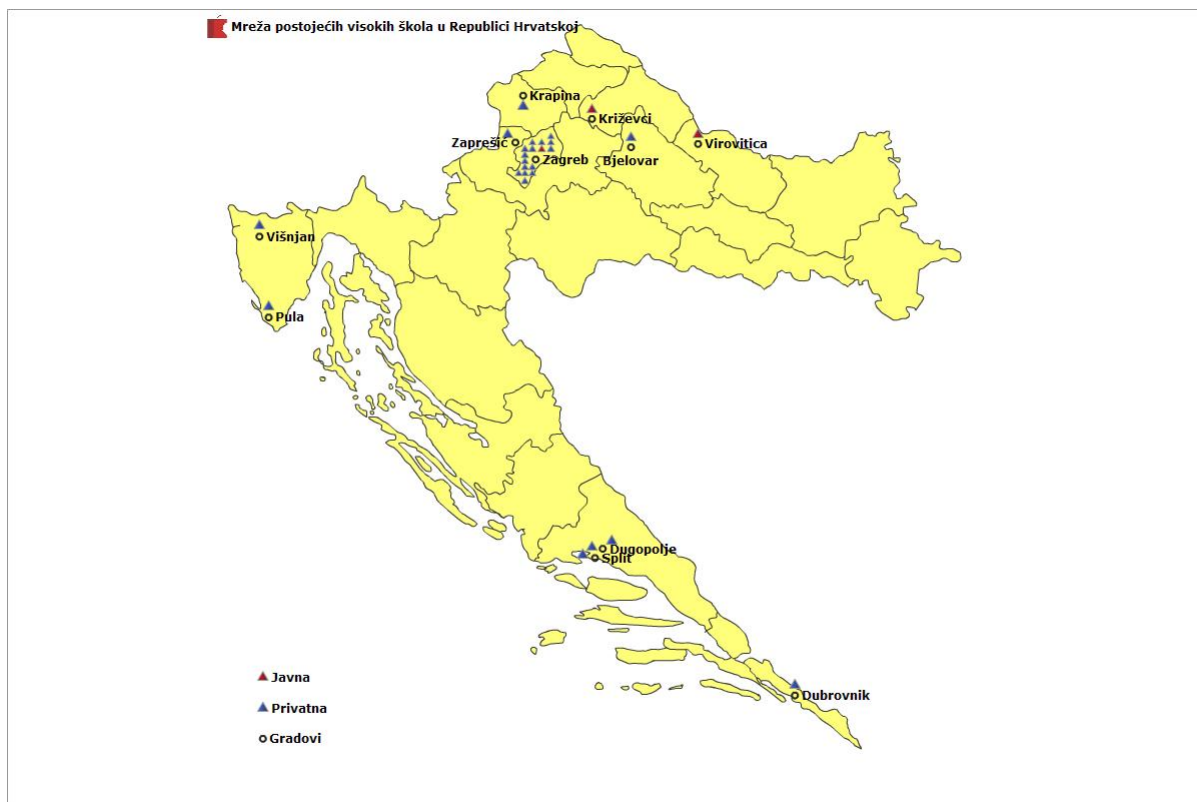 Mreža postojećih visokih škola u Republici Hrvatskoj
Krapina
Križevci
Zaprešić
Zagreb
Bjelovar
Virovitica
Višnjan
Pula
Dugopolje
Split
Dubrovnik
Javna
Privatna
Gradovi